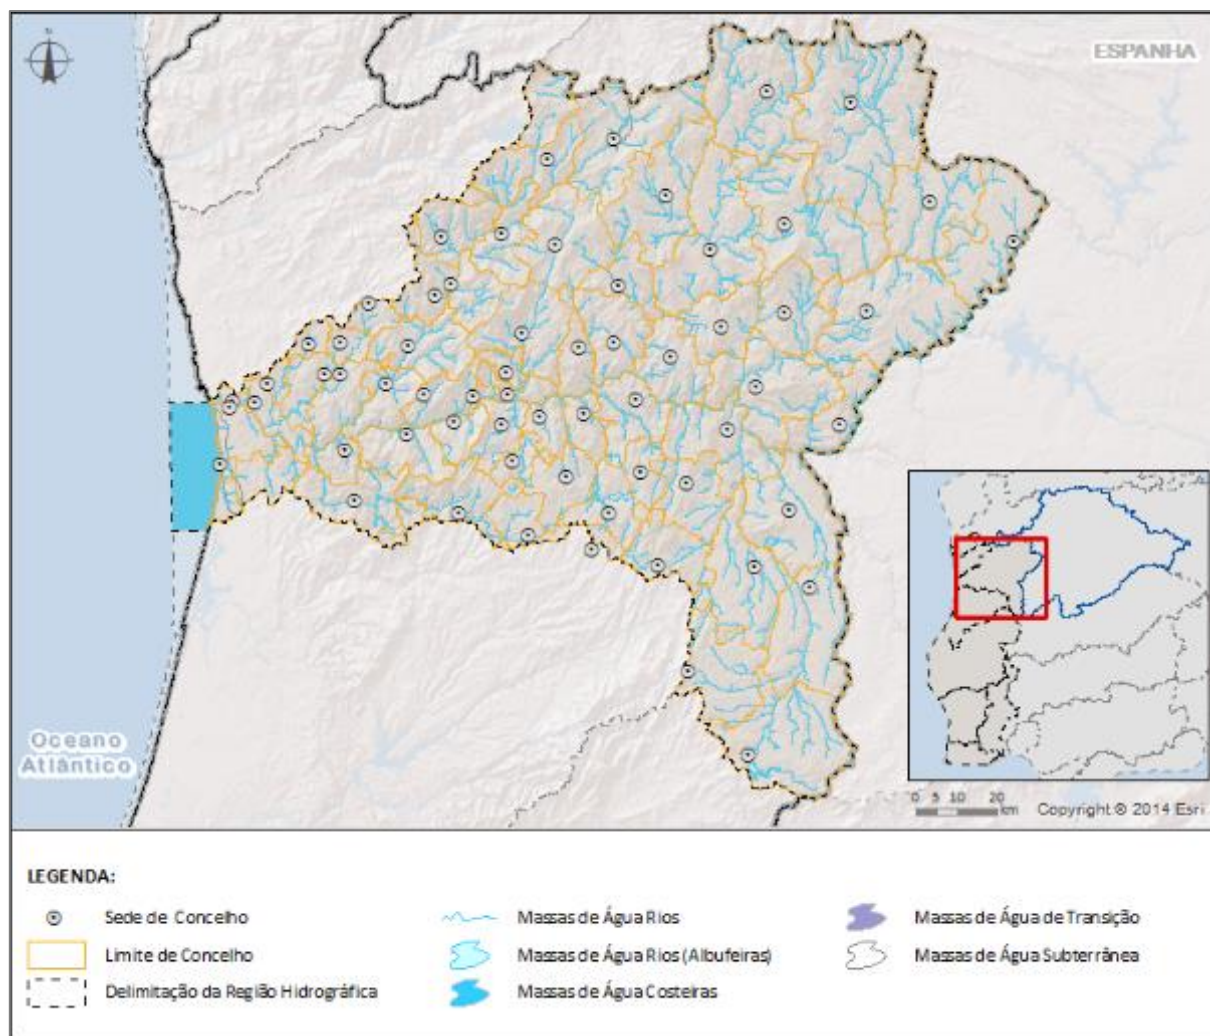 N
ESPANHA
Oceano
Atlântico
0 5 10 20
km
Copyright:© 2014 Esri
LEGENDA:
Sede de Concelho
Limite de Concelho
Delimitação da Região Hidrográfica
Massas de Água Rios
Massas de Água Rios (Albufeiras)
Massas de Água Costeiras
Massas de Água de Transição
Massas de Água Subterrânea